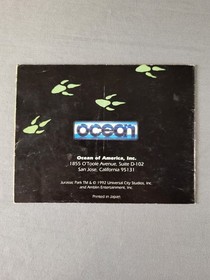 ocean
Ocean of America, Inc.
1855 O'Toole Avenue, Suite D-102
San Jose, California 95131
Jurassic Park TM & © 1992 Universal City Studios, Inc.
and Amblin Entertainment, Inc.
Printed in Japan